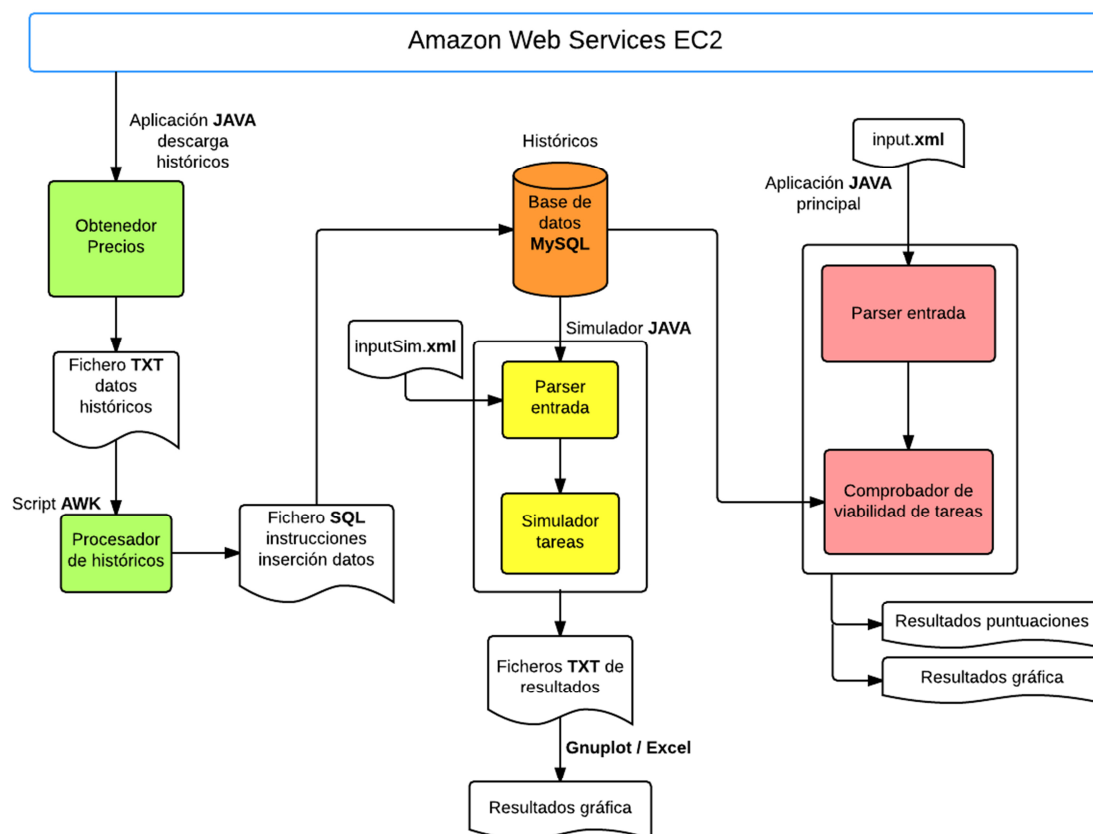 Amazon Web Services EC2
Aplicación JAVA
descarga
históricos
Obtenedor
Precios
Fichero TXT
datos
históricos
Script AWK
Procesador
de históricos
Fichero SQL
instrucciones
inserción datos
Históricos
Base de
datos
MySQL
Simulador JAVA
inputSim.xml
Parser
entrada
Simulador
tareas
Ficheros TXT de
resultados
Gnuplot / Excel
Resultados gráfica
input.xml
Aplicación JAVA
principal
Parser entrada
Comprobador de
viabilidad de tareas
Resultados puntuaciones
Resultados gráfica